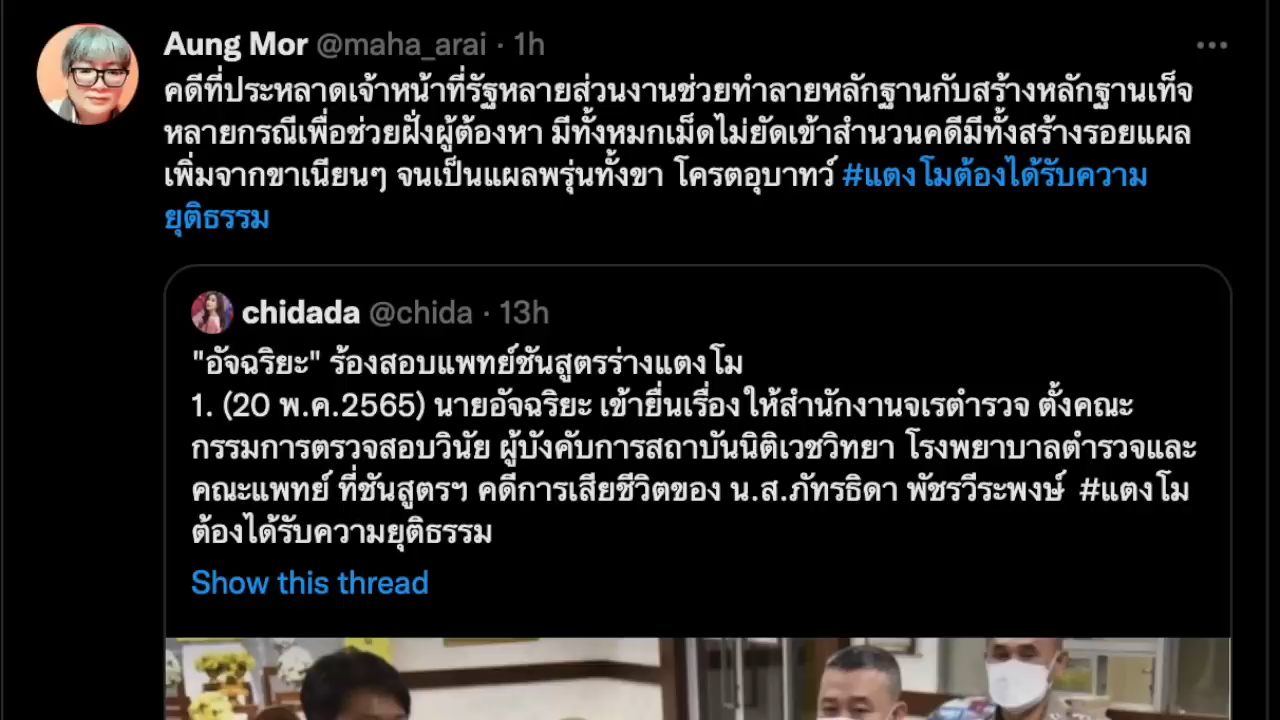 Aung Mor @maha_arai · 1h
คดีที่ประหลาดเจ้าหน้าที่รัฐหลายส่วนงานช่วยทำลายหลักฐานกับสร้างหลักฐานเท็จ
หลายกรณีเพื่อช่วยฝั่งผู้ต้องหา มีทั้งหมกเม็ดไม่ยัดเข้าสำนวนคดีมีทั้งสร้างรอยแผล
เพิ่มจากขาเนียนๆ จนเป็นแผลพรุ่นทั้งขา โครตอุบาทว์ #แตงโมต้องได้รับความ
ยุติธรรม
chidada @chida · 13h
"อัจฉริยะ" ร้องสอบแพทย์ชันสูตรร่างแตงโม
1. (20 พ.ค.2565) นายอัจฉริยะ เข้ายื่นเรื่องให้สำนักงานจเรตำรวจ ตั้งคณะ
กรรมการตรวจสอบวินัย ผู้บังคับการสถาบันนิติเวชวิทยา โรงพยาบาลตำรวจและ
คณะแพทย์ ที่ชันสูตรฯ คดีการเสียชีวิตของ น.ส.ภัทรธิดา พัชรวีระพงษ์ #แตงโม
ต้องได้รับความยุติธรรม
Show this thread